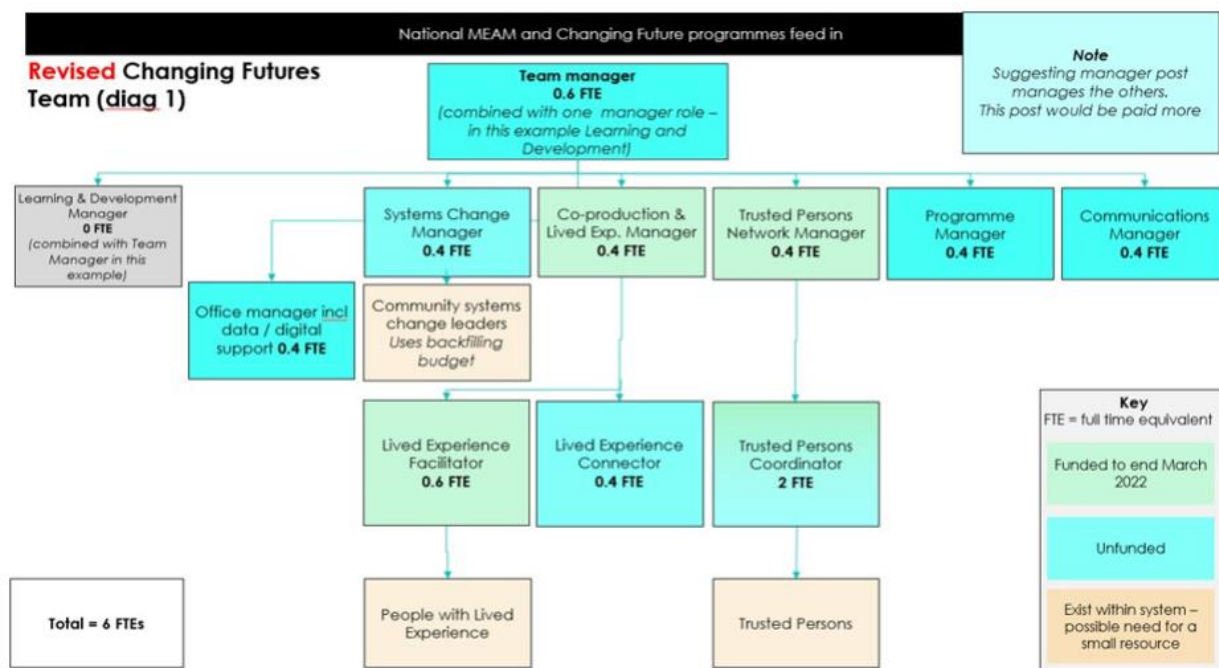 National MEAM and Changing Future programmes feed in
Revised Changing Futures
Team (diag 1)
Team manager
0.6 FTE
(combined with one manager role –
in this example Learning and
Development)
Note
Suggesting manager post
manages the others.
This post would be paid more
Learning & Development
Manager
0 FTE
(combined with Team
Manager in this
example)
Systems Change
Manager
0.4 FTE
Co-production &
Lived Exp. Manager
0.4 FTE
Trusted Persons
Network Manager
0.4 FTE
Programme
Manager
0.4 FTE
Communications
Manager
0.4 FTE
Office manager incl
data / digital
support 0.4 FTE
Community systems
change leaders
Uses backfilling
budget
Lived Experience
Facilitator
0.6 FTE
Lived Experience
Connector
0.4 FTE
Trusted Persons
Coordinator
2 FTE
Key
FTE = full time equivalent
Funded to end March
2022
Unfunded
Exist within system –
possible need for a
small resource
Total = 6 FTEs
People with Lived
Experience
Trusted Persons